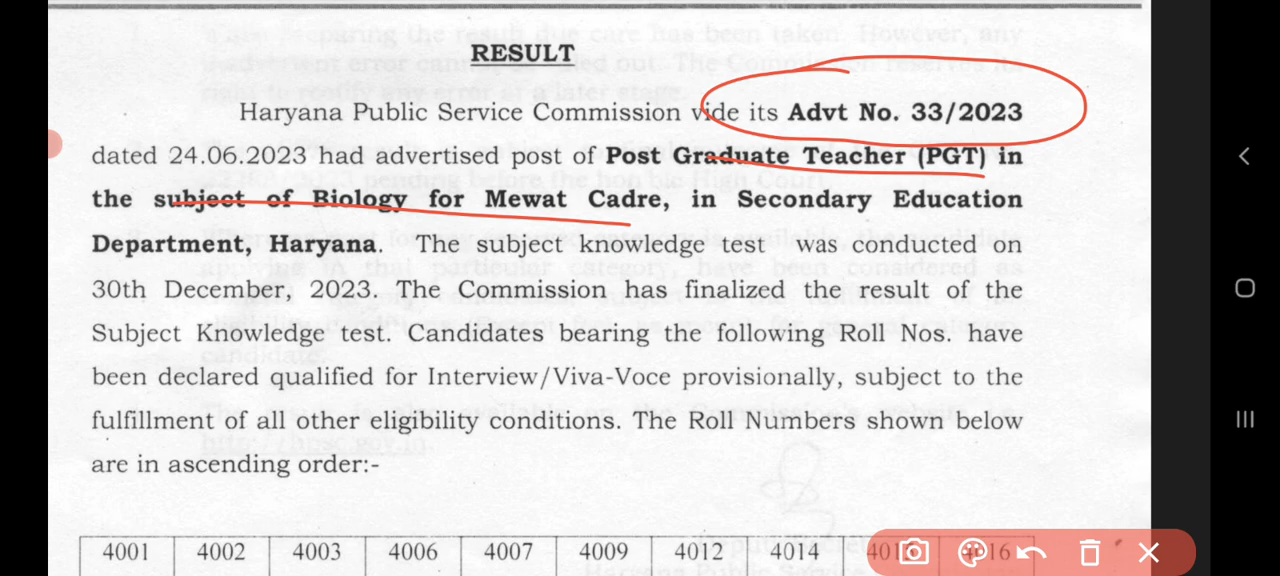 RESULT
Haryana Public Service Commission vide its Advt No. 33/2023
dated 24.06.2023 had advertised post of Post Graduate Teacher (PGT) in
the subject of Biology for Mewat Cadre, in Secondary Education
Department, Haryana. The subject knowledge test was conducted on
30th December, 2023. The Commission has finalized the result of the
Subject Knowledge test. Candidates bearing the following Roll Nos. have
been declared qualified for Interview/Viva-Voce provisionally, subject to the
fulfillment of all other eligibility conditions. The Roll Numbers shown below
are in ascending order:-
4001 4002 4003 4006 4007 4009 4012 4014